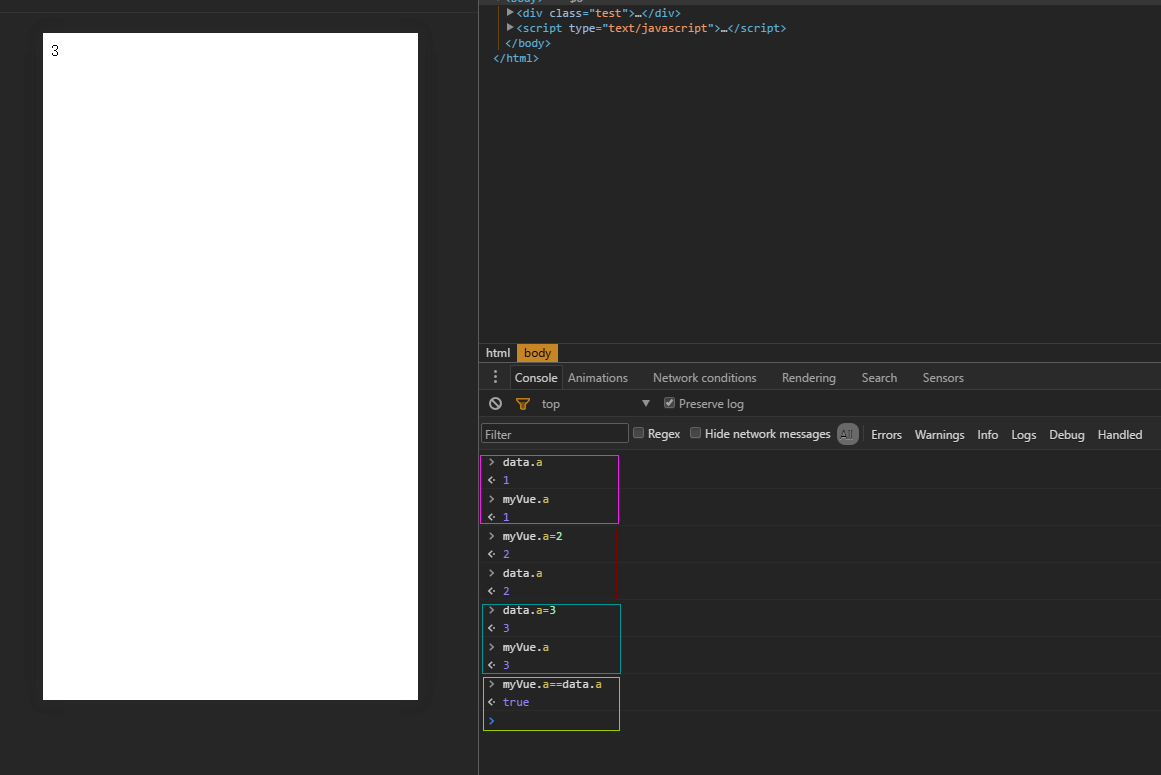 3
<div class="test">…</div>
<script type="text/javascript">…</script>
</body>
</html>
html body
Console Animations Network conditions Rendering Search Sensors
top Preserve log
Filter Regex Hide network messages All Errors Warnings Info Logs Debug Handled
> data.a
1
> myVue.a
1
> myVue.a=2
2
> data.a
2
> data.a=3
3
> myVue.a
3
> myVue.a==data.a
true
>